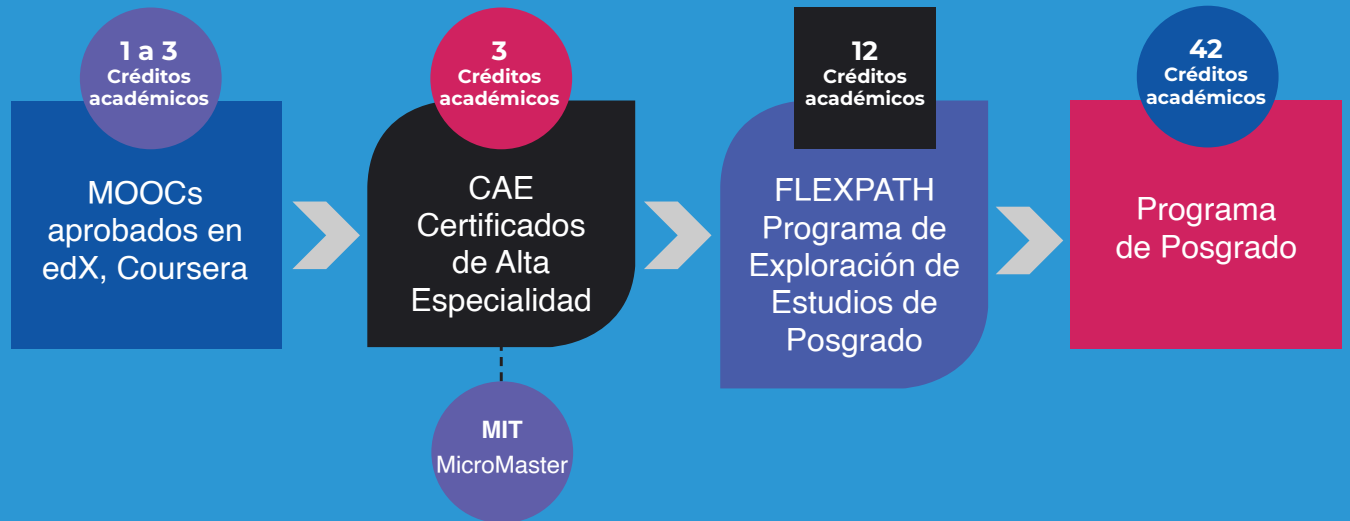 1 a 3
Créditos
académicos
MOOCs
aprobados en
edX, Coursera
3
Créditos
académicos
CAE
Certificados
de Alta
Especialidad
MIT
MicroMaster
12
Créditos
académicos
FLEXPATH
Programa de
Exploración de
Estudios de
Posgrado
42
Créditos
académicos
Programa
de Posgrado